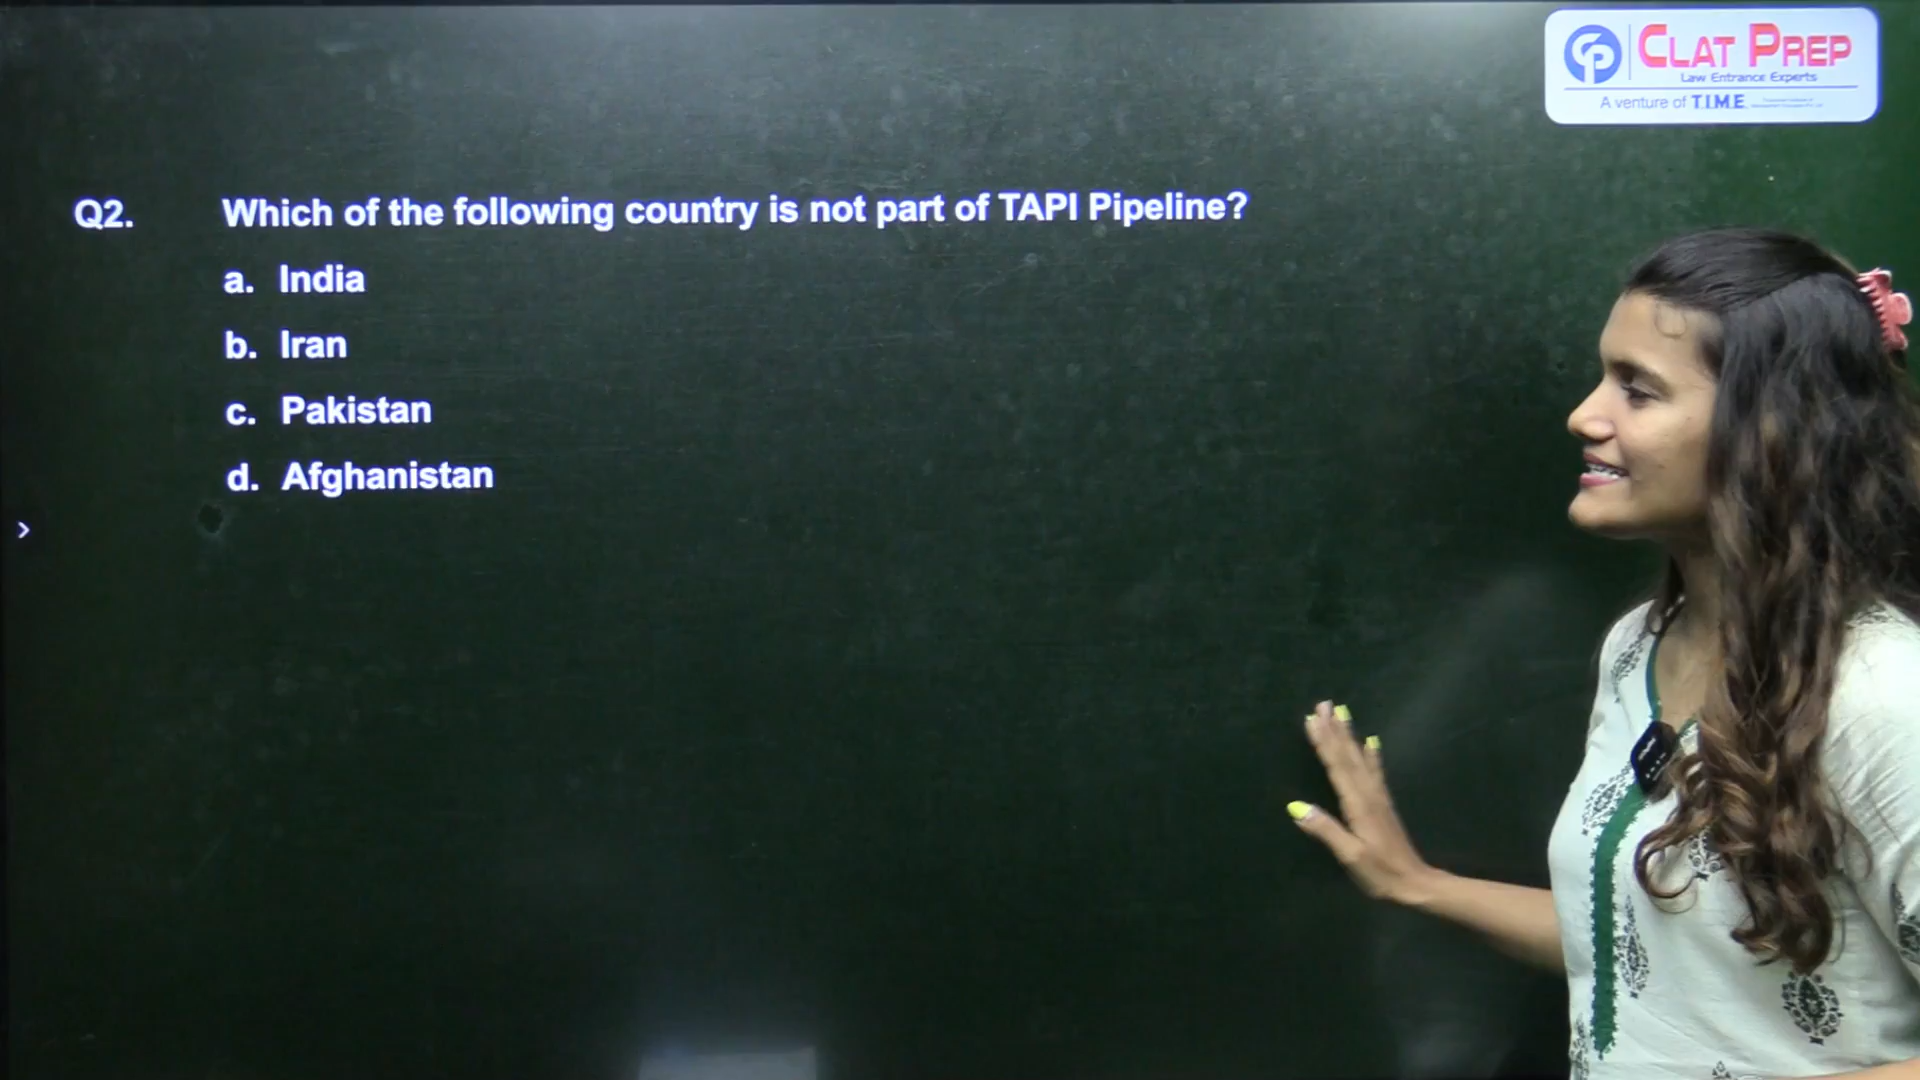 CLAT PREP
Law Entrance Experts
A venture of T.I.M.E.
Q2. Which of the following country is not part of TAPI Pipeline?
a. India
b. Iran
c. Pakistan
d. Afghanistan